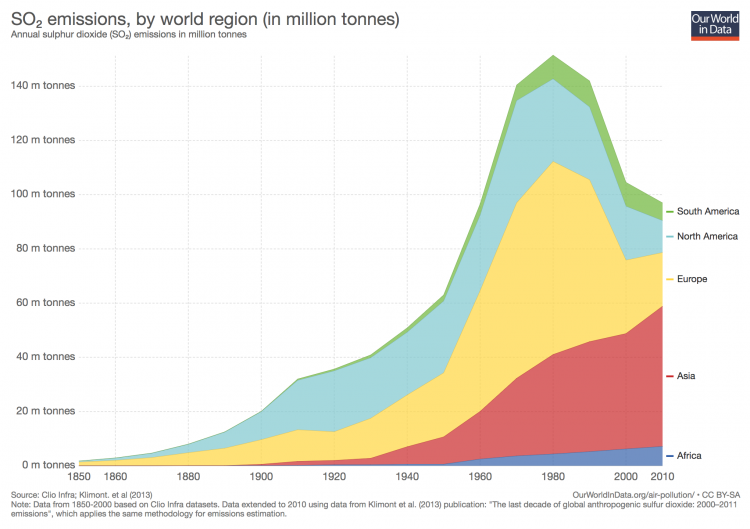 SO₂ emissions, by world region (in million tonnes)
Annual sulphur dioxide (SO₂) emissions in million tonnes
Our World
in Data
140 m tonnes
120 m tonnes
100 m tonnes
80 m tonnes
60 m tonnes
40 m tonnes
20 m tonnes
0 m tonnes
South America
North America
Europe
Asia
Africa
1850 1860 1880 1900 1920 1940 1960 1980 2000 2010
Source: Clio Infra; Klimont. et al (2013)
OurWorldInData.org/air-pollution/ • CC BY-SA
Note: Data from 1850-2000 based on Clio Infra datasets. Data extended to 2010 using data from Klimont et al. (2013) publication: "The last decade of global anthropogenic sulfur dioxide: 2000–2011
emissions", which applies the same methodology for emissions estimation.